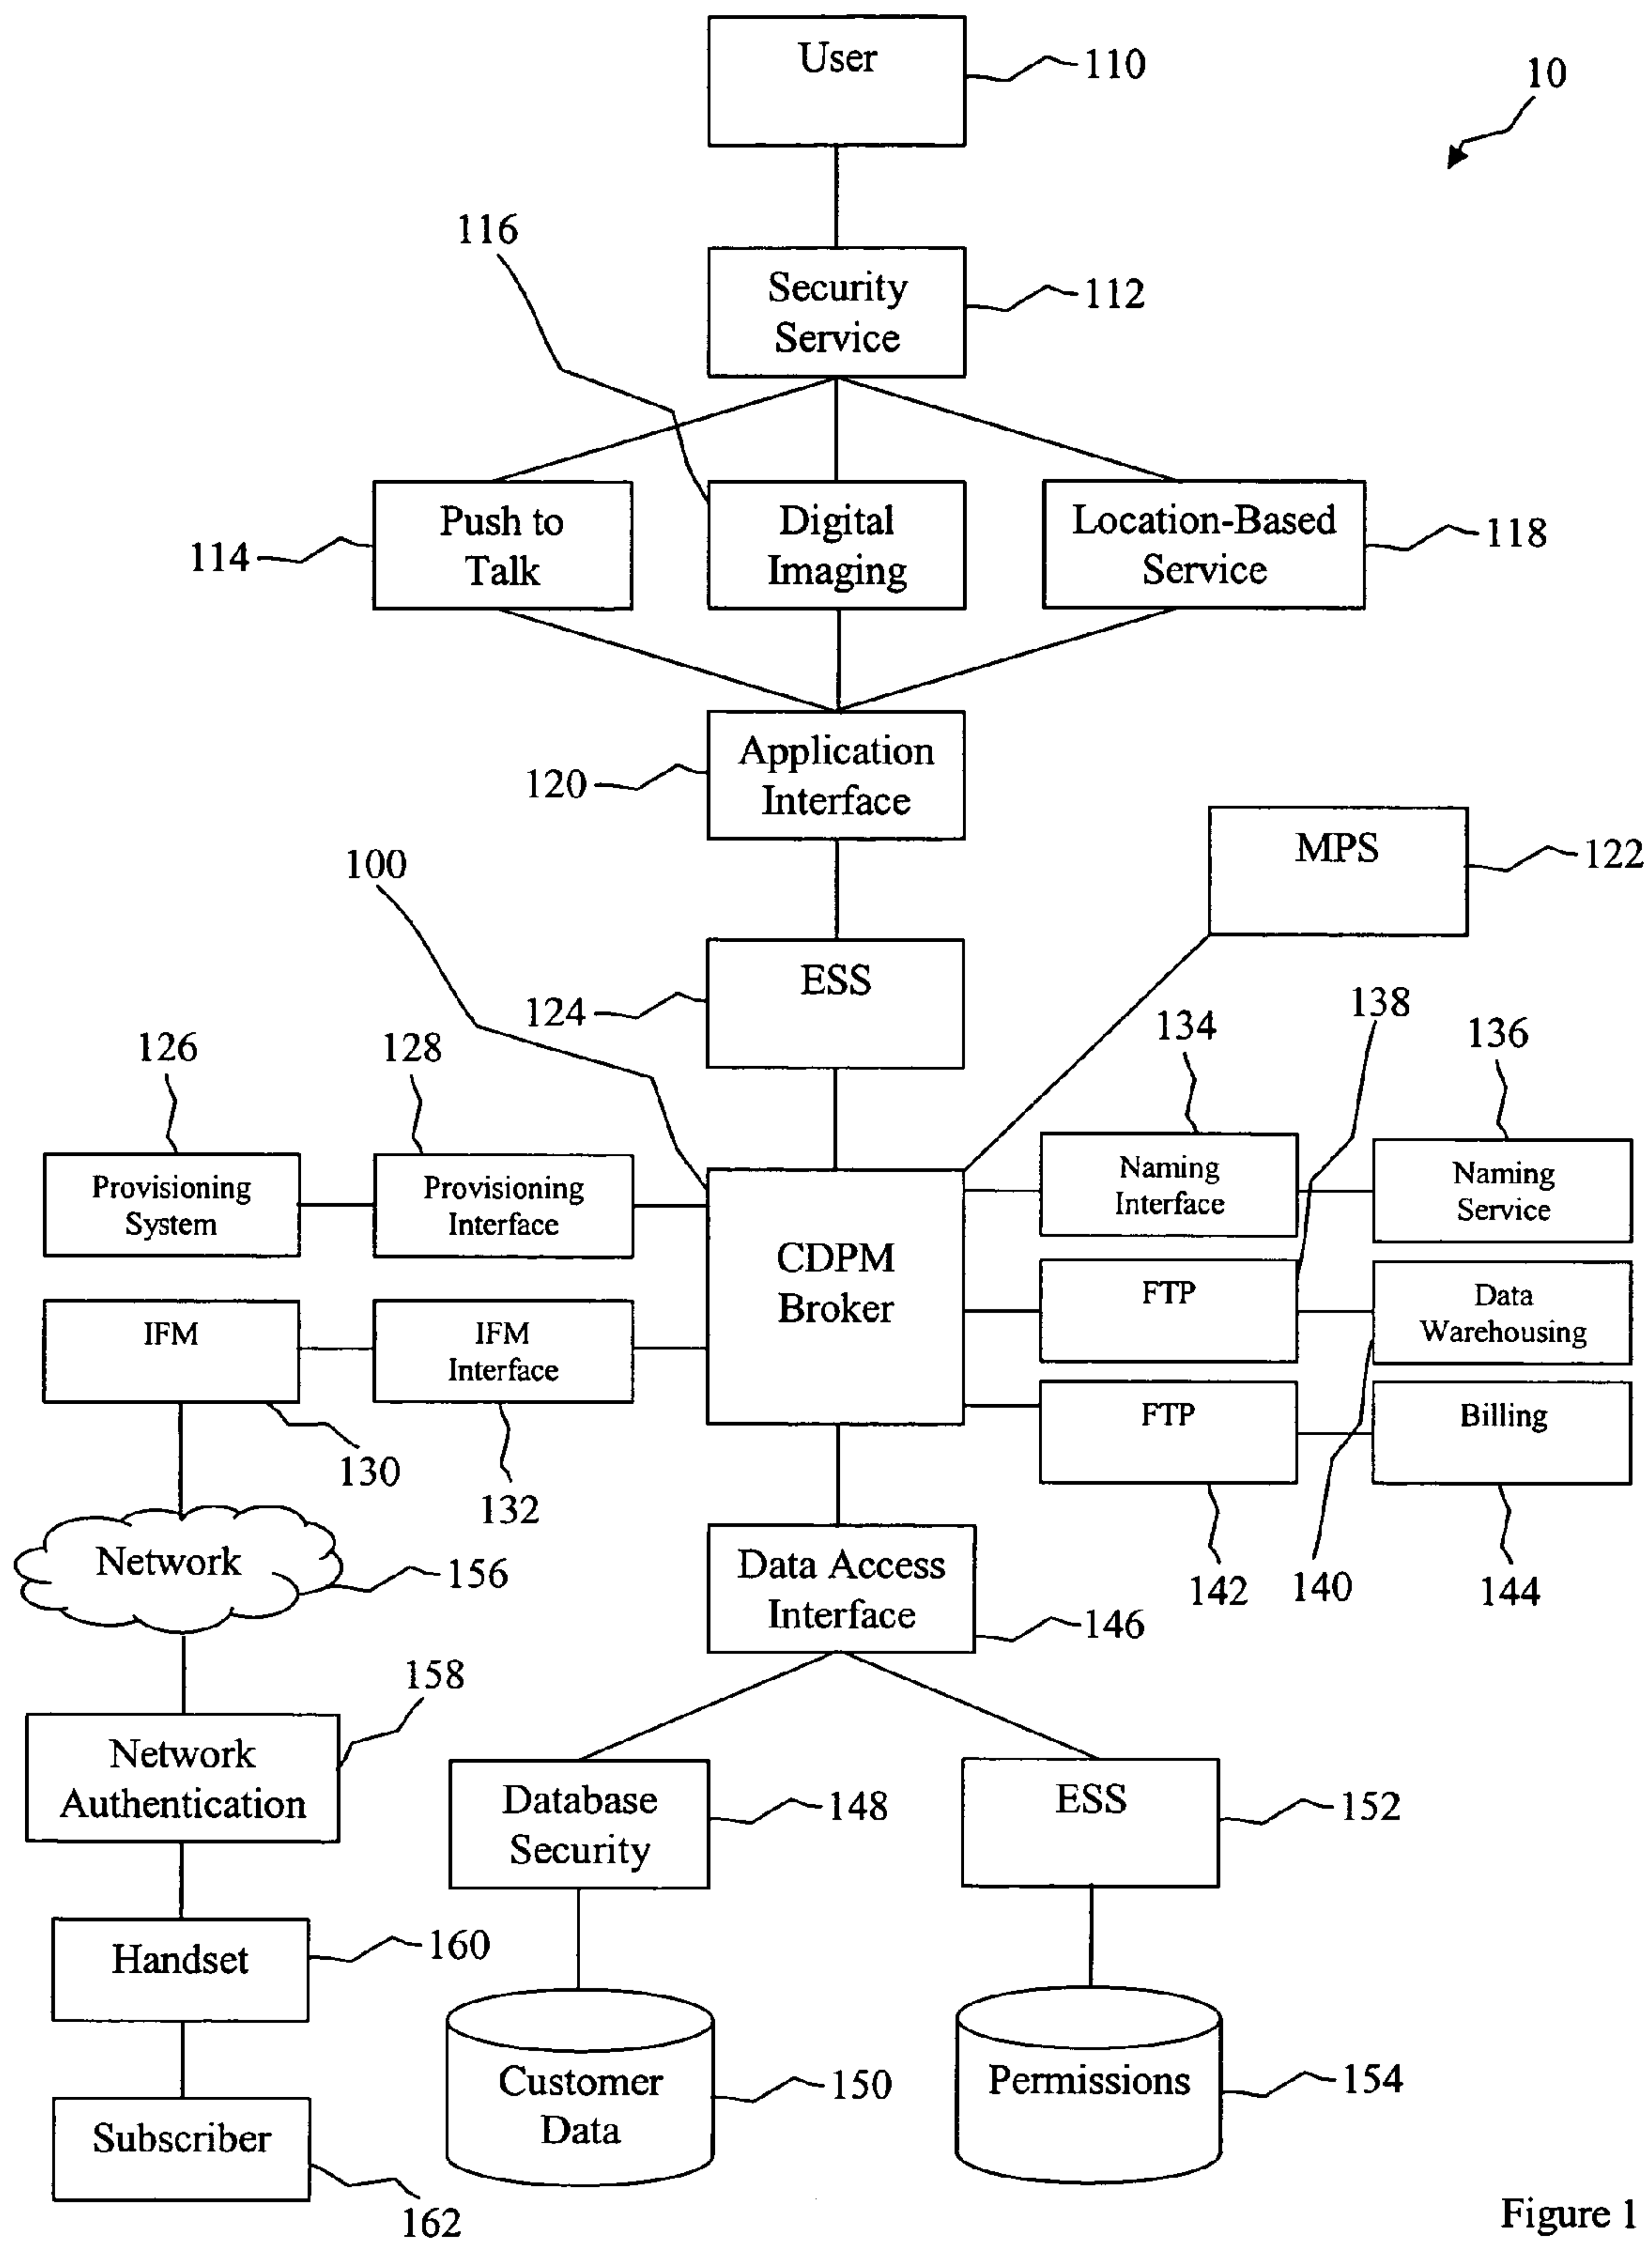 User
110
10
116
Security
Service
112
Push to
Talk
114
Digital
Imaging
Location-Based
Service
118
Application
Interface
120
MPS
122
100
ESS
124
138
134
136
126
128
Provisioning
System
Provisioning
Interface
Naming
Interface
Naming
Service
CDPM
Broker
FTP
Data
Warehousing
IFM
IFM
Interface
FTP
Billing
130
132
142
140
144
Network
156
Data Access
Interface
146
158
Network
Authentication
Database
Security
148
ESS
152
Handset
160
Customer
Data
150
Permissions
154
Subscriber
162
Figure 1